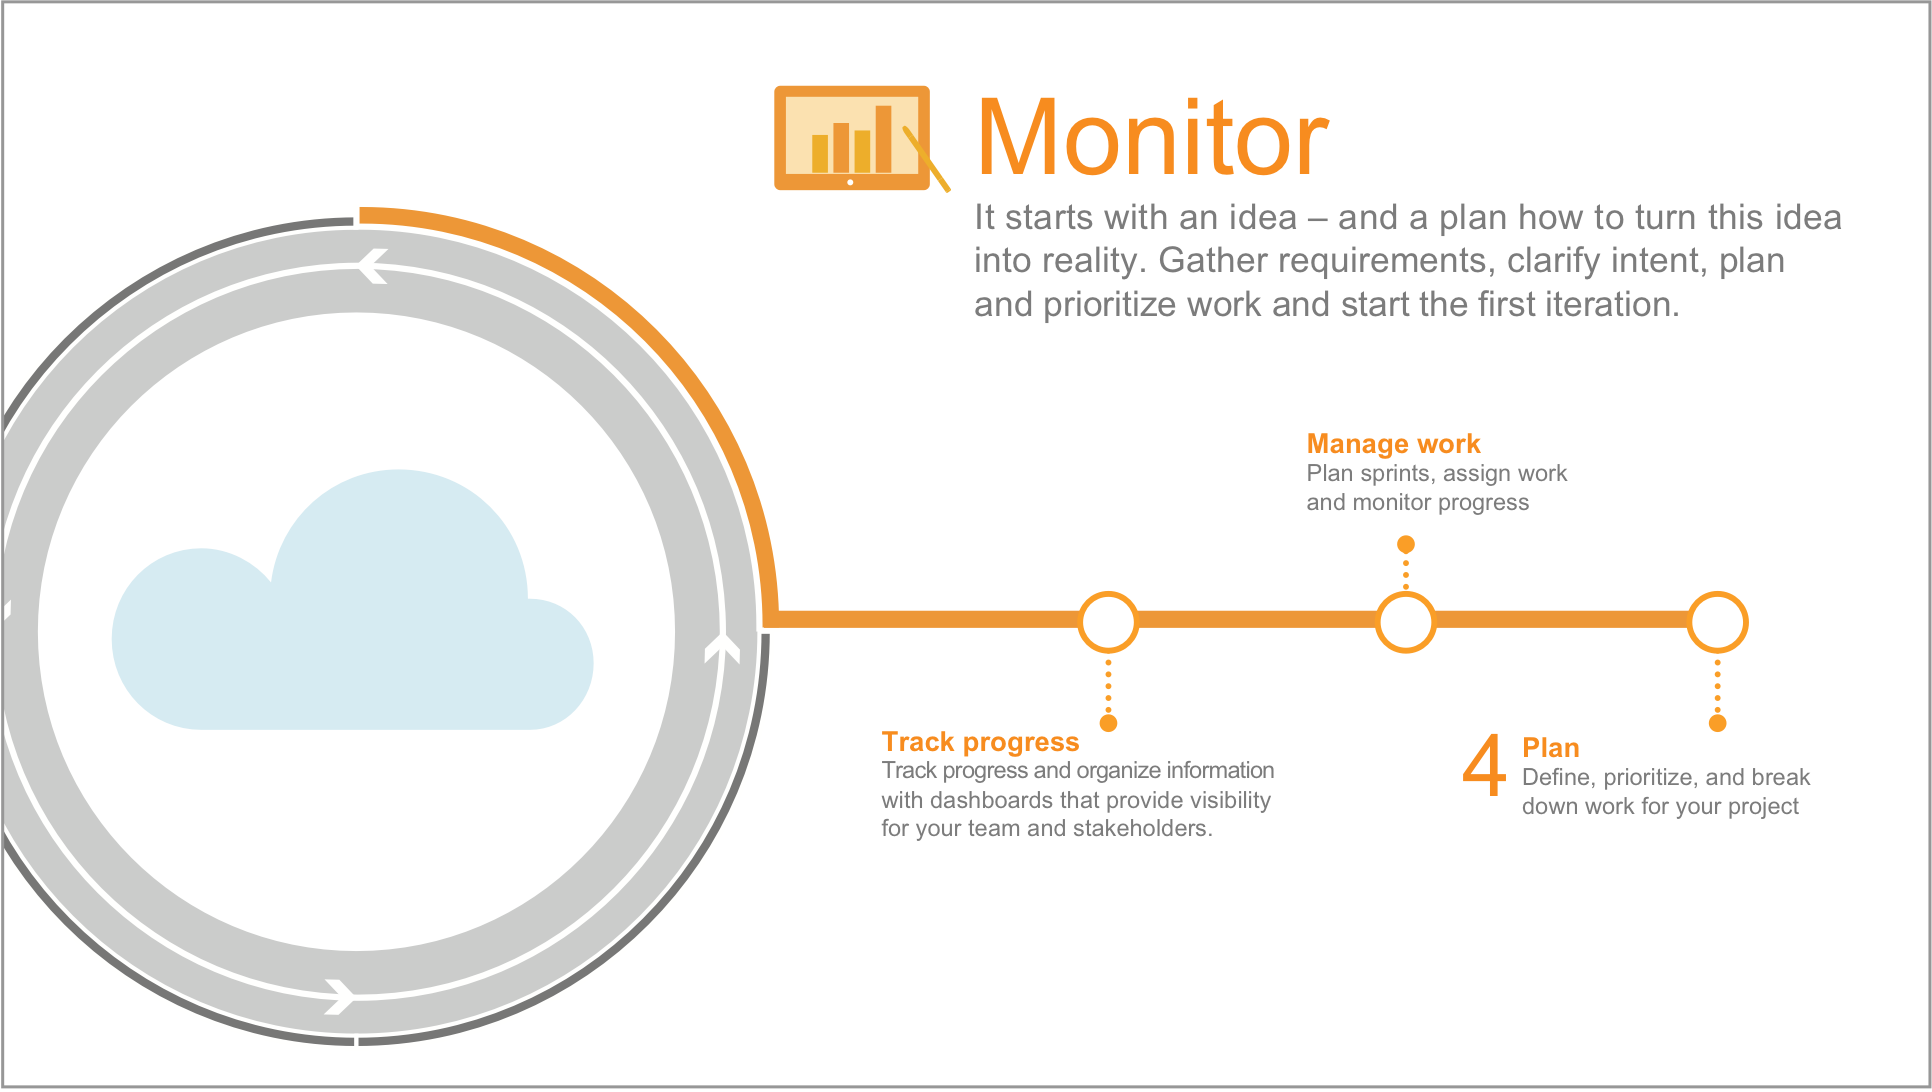 Monitor
It starts with an idea – and a plan how to turn this idea
into reality. Gather requirements, clarify intent, plan
and prioritize work and start the first iteration.
Manage work
Plan sprints, assign work
and monitor progress
Track progress
Track progress and organize information
with dashboards that provide visibility
for your team and stakeholders.
4
Plan
Define, prioritize, and break
down work for your project